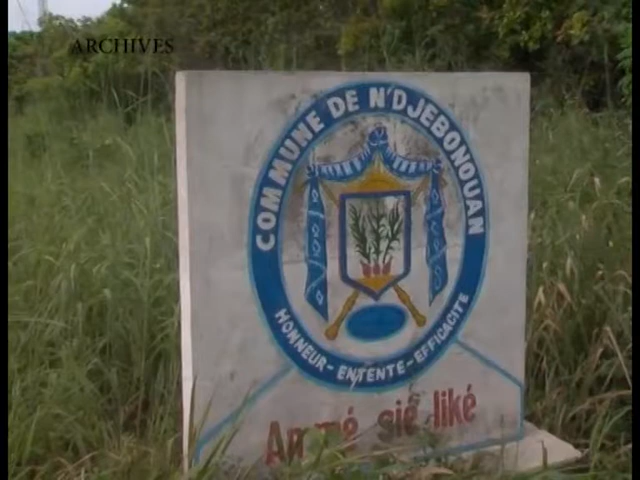 ARCHIVES
COMMUNE DE N'DJEBONOUAN
HONNEUR - ENTENTE - EFFICACITE
sié liké